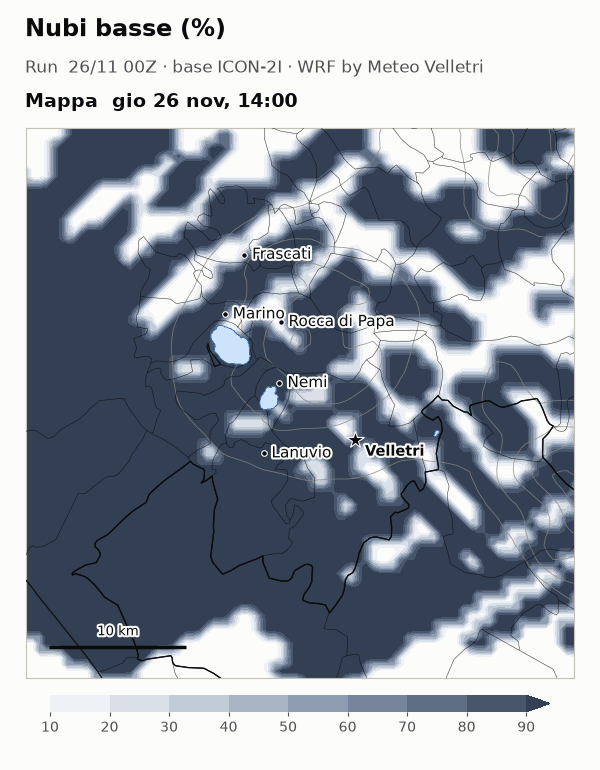 Nubi basse (%)
Run 26/11 00Z · base ICON-2I · WRF by Meteo Velletri
Mappa gio 26 nov, 14:00
Frascati
Marino
Rocca di Papa
Nemi
Velletri
Lanuvio
10 km
10 20 30 40 50 60 70 80 90